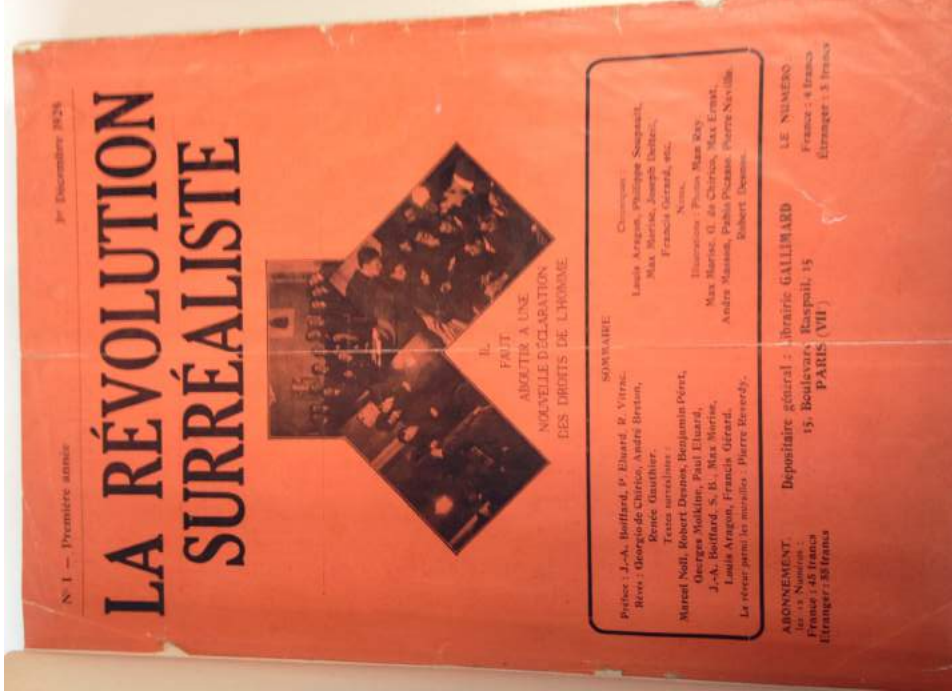 N° 1 — Première année
1er Décembre 1924
LA RÉVOLUTION
SURRÉALISTE
IL
FAUT
ABOUTIR A UNE
NOUVELLE DÉCLARATION
DES DROITS DE L'HOMME
SOMMAIRE
Préface : J.-A. Boiffard, P. Eluard, R. Vitrac.
Rêves : Georgio de Chirico, André Breton,
Renée Gauthier.
Textes surréalistes :
Marcel Noll, Robert Desnos, Benjamin Péret,
Georges Malkine, Paul Eluard,
J.-A. Boiffard, S. B., Max Morise,
Louis Aragon, Francis Gérard.
Le rêveur parmi les murailles : Pierre Reverdy.
Chroniques :
Louis Aragon, Philippe Soupault,
Max Morise, Joseph Delteil,
Francis Gérard, etc.
Notes.
Illustrations : Photos Man Ray
Max Morise, G. de Chirico, Max Ernst,
André Masson, Pablo Picasso, Pierre Naville,
Robert Desnos.
ABONNEMENT,
les 12 Numéros :
France : 45 francs
Etranger : 55 francs
Dépositaire général : Librairie GALLIMARD
15, Boulevard Raspail, 15
PARIS (VIIe)
LE NUMÉRO :
France : 4 francs
Étranger : 5 francs